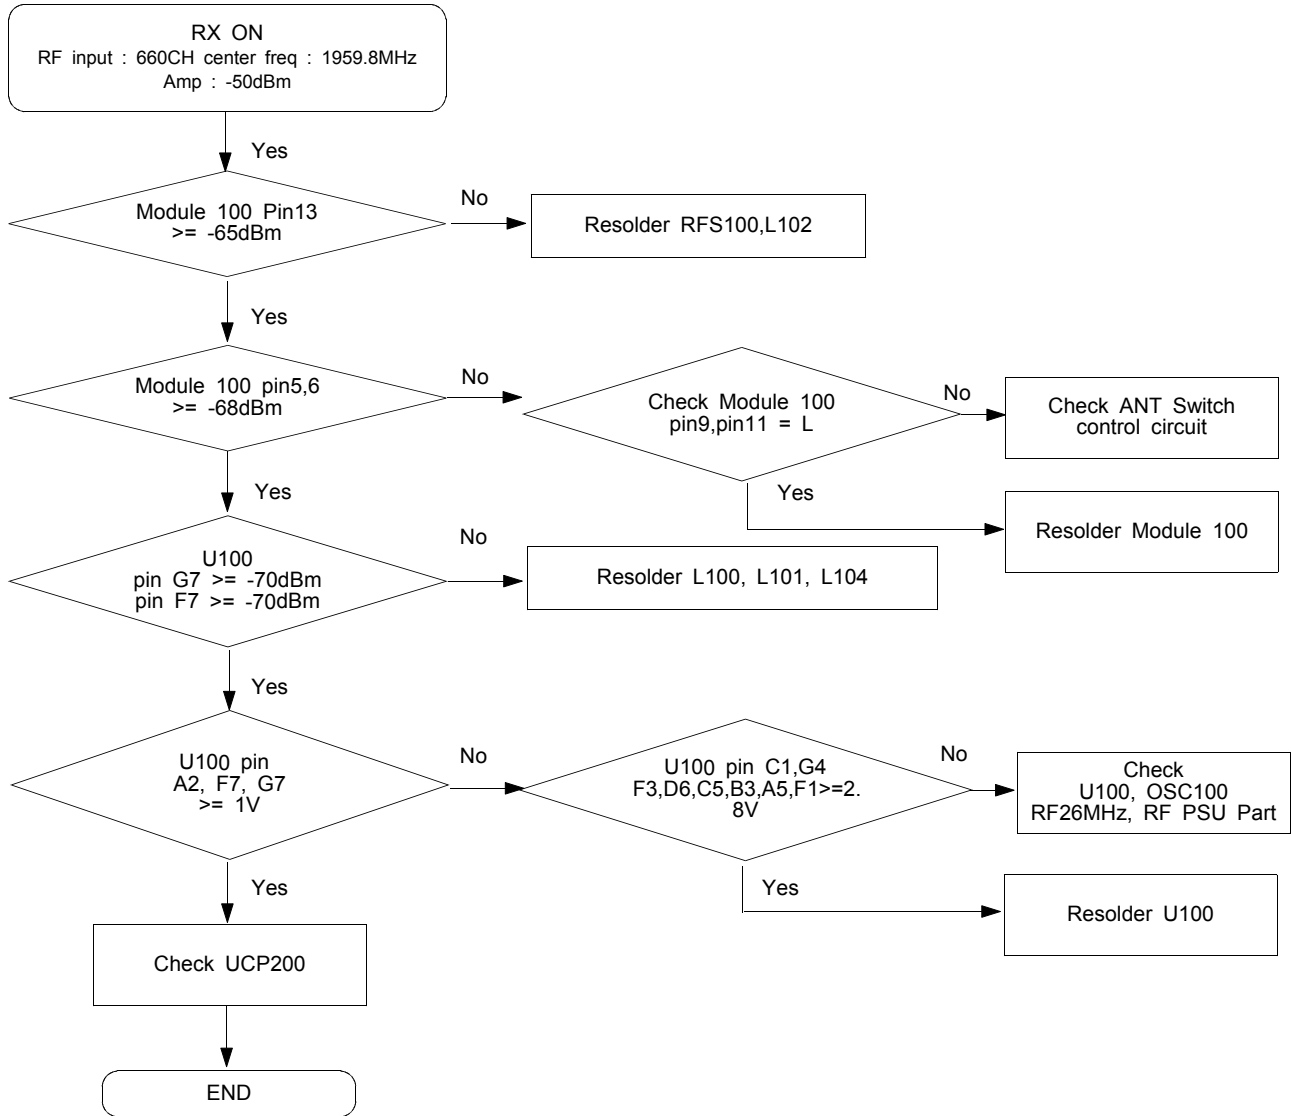 RX ON
RF input : 660CH center freq : 1959.8MHz
Amp : -50dBm
Yes
Module 100 Pin13
>= -65dBm
No
Resolder RFS100,L102
Yes
Module 100 pin5,6
>= -68dBm
No
Check Module 100
pin9,pin11 = L
No
Check ANT Switch
control circuit
Yes
Resolder Module 100
Yes
U100
pin G7 >= -70dBm
pin F7 >= -70dBm
No
Resolder L100, L101, L104
Yes
U100 pin
A2, F7, G7
>= 1V
No
U100 pin C1,G4
F3,D6,C5,B3,A5,F1>=2.
8V
No
Check
U100, OSC100
RF26MHz, RF PSU Part
Yes
Resolder U100
Yes
Check UCP200
END